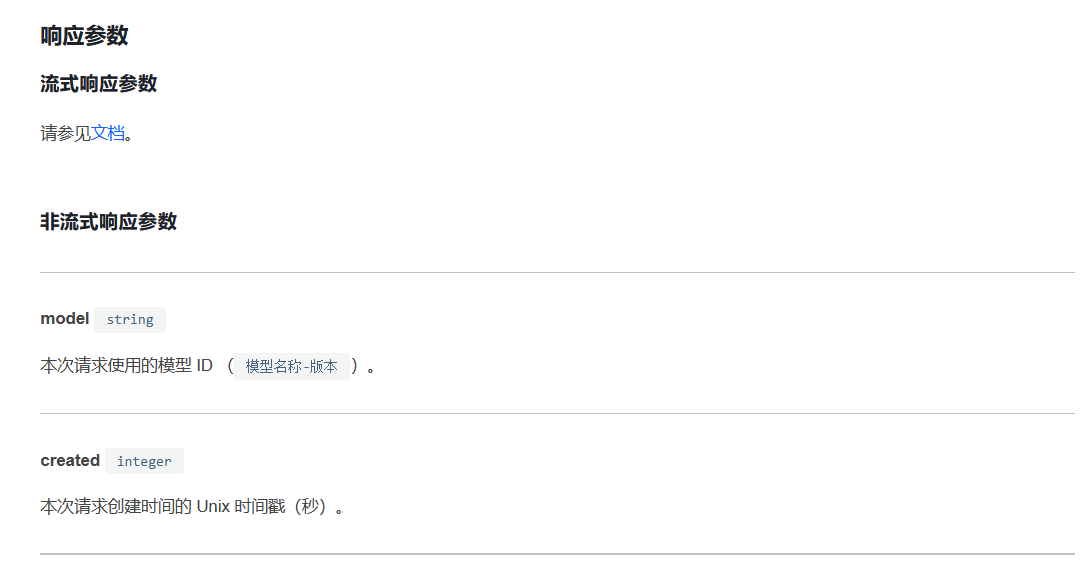 响应参数
流式响应参数
请参见文档。
非流式响应参数
model string
本次请求使用的模型 ID （ 模型名称-版本 ）。
created integer
本次请求创建时间的 Unix 时间戳（秒）。